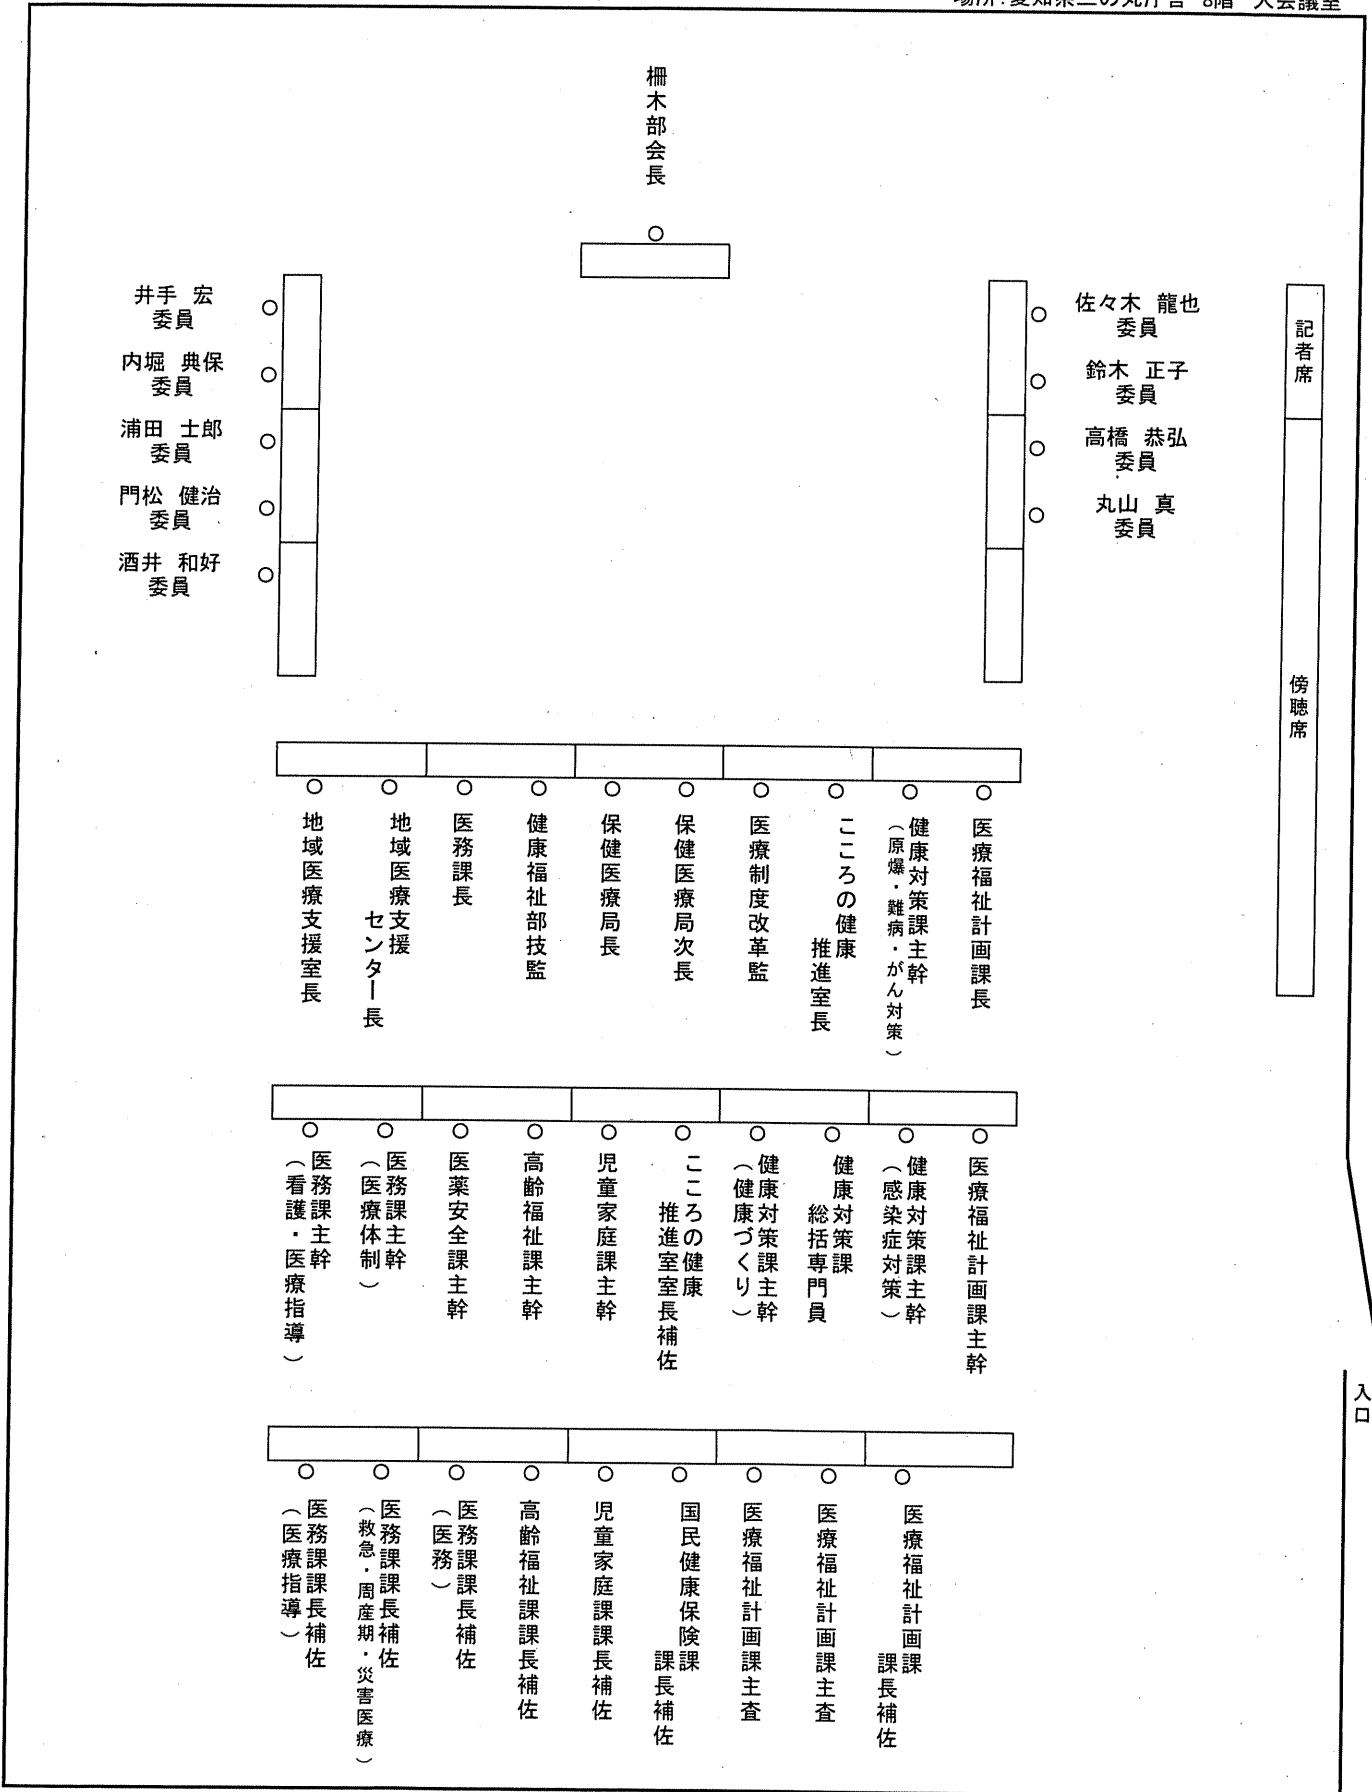 場所：愛知県三の丸庁舎 8階 大会議室
柵木部会長
井手 宏
委員
内堀 典保
委員
浦田 士郎
委員
門松 健治
委員
酒井 和好
委員
佐々木 龍也
委員
鈴木 正子
委員
高橋 恭弘
委員
丸山 真
委員
記者席
傍聴席
地域医療支援室長
地域医療支援
センター長
医務課長
健康福祉部技監
保健医療局長
保健医療局次長
医療制度改革監
こころの健康
推進室長
健康対策課主幹
（原爆・難病・がん対策）
医療福祉計画課長
医務課主幹
（看護・医療指導）
医務課主幹
（医療体制）
医薬安全課主幹
高齢福祉課主幹
児童家庭課主幹
こころの健康
推進室室長補佐
健康対策課主幹
（健康づくり）
健康対策課
総括専門員
健康対策課主幹
（感染症対策）
医療福祉計画課主幹
入口
医務課課長補佐
（医療指導）
医務課課長補佐
（救急・周産期・災害医療）
医務課課長補佐
（医務）
高齢福祉課課長補佐
児童家庭課課長補佐
国民健康保険課
課長補佐
医療福祉計画課主査
医療福祉計画課主査
医療福祉計画課
課長補佐